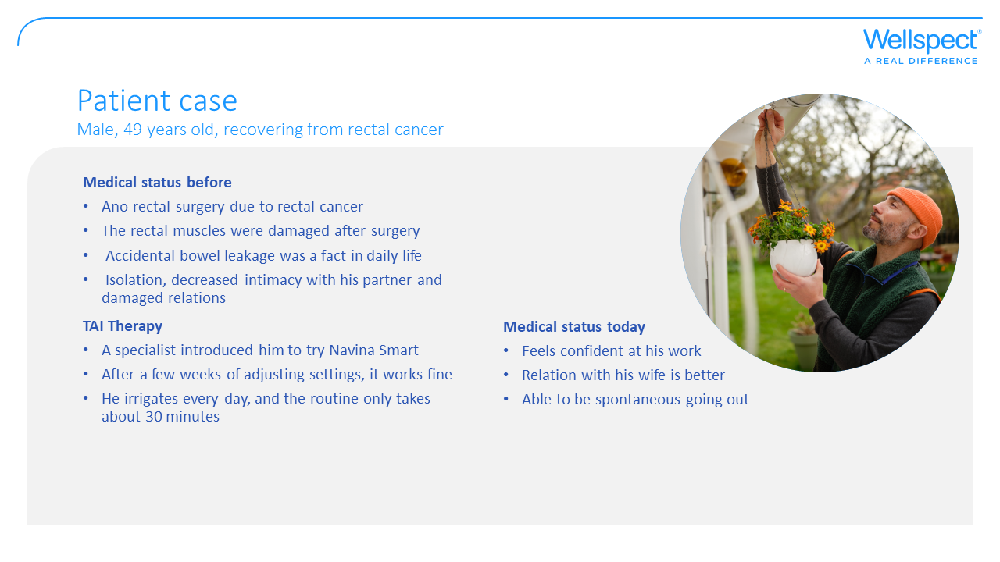 Wellspect®
A REAL DIFFERENCE
Patient case
Male, 49 years old, recovering from rectal cancer
Medical status before
• Ano-rectal surgery due to rectal cancer
• The rectal muscles were damaged after surgery
• Accidental bowel leakage was a fact in daily life
• Isolation, decreased intimacy with his partner and
damaged relations
TAI Therapy
• A specialist introduced him to try Navina Smart
• After a few weeks of adjusting settings, it works fine
• He irrigates every day, and the routine only takes
about 30 minutes
Medical status today
• Feels confident at his work
• Relation with his wife is better
• Able to be spontaneous going out